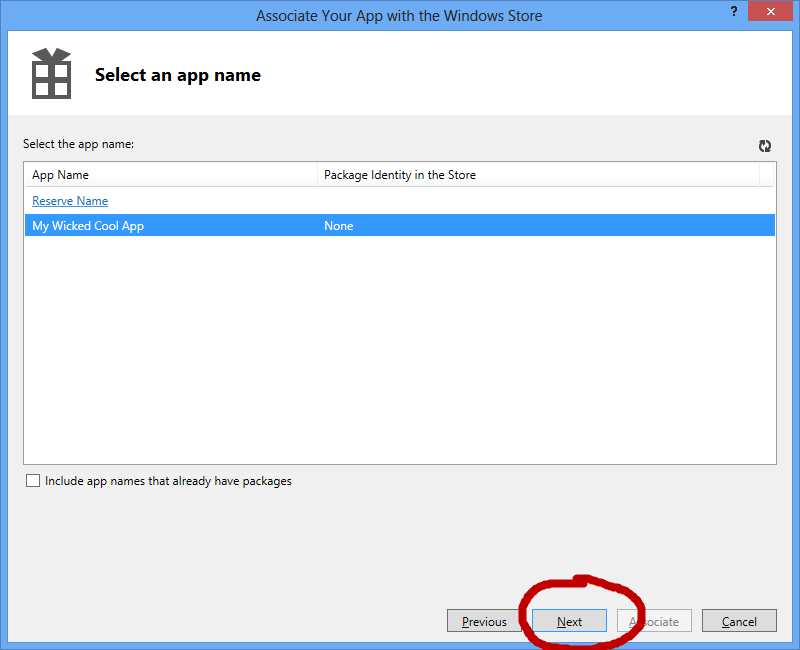 Associate Your App with the Windows Store
?
Select an app name
Select the app name:
App Name Package Identity in the Store
Reserve Name
My Wicked Cool App None
Include app names that already have packages
Previous Next Associate Cancel